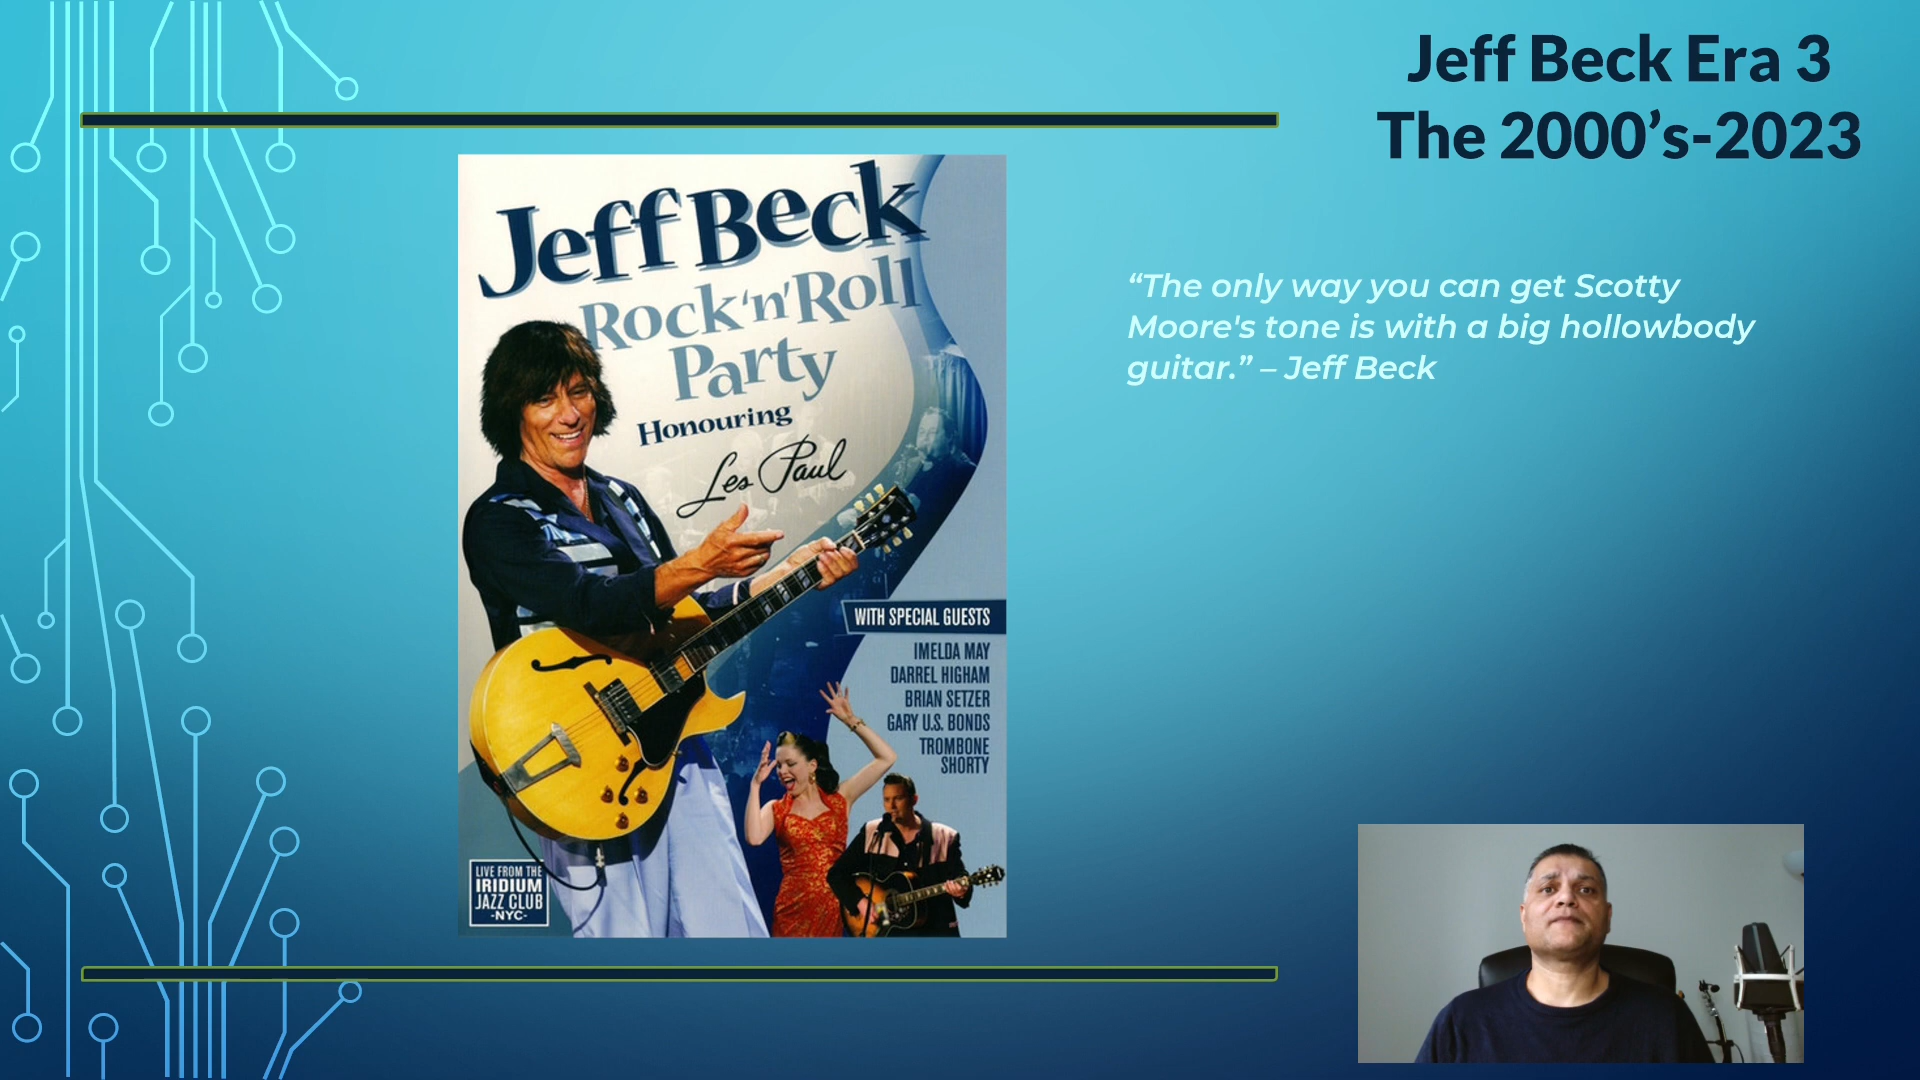 Jeff Beck Era 3
The 2000’s-2023
Jeff Beck
Rock ‘n’ Roll
Party
Honouring
Les Paul
WITH SPECIAL GUESTS
IMELDA MAY
DARREL HIGHAM
BRIAN SETZER
GARY U.S. BONDS
TROMBONE
SHORTY
LIVE FROM THE
IRIDIUM
JAZZ CLUB
-NYC-
“The only way you can get Scotty
Moore's tone is with a big hollowbody
guitar.” – Jeff Beck